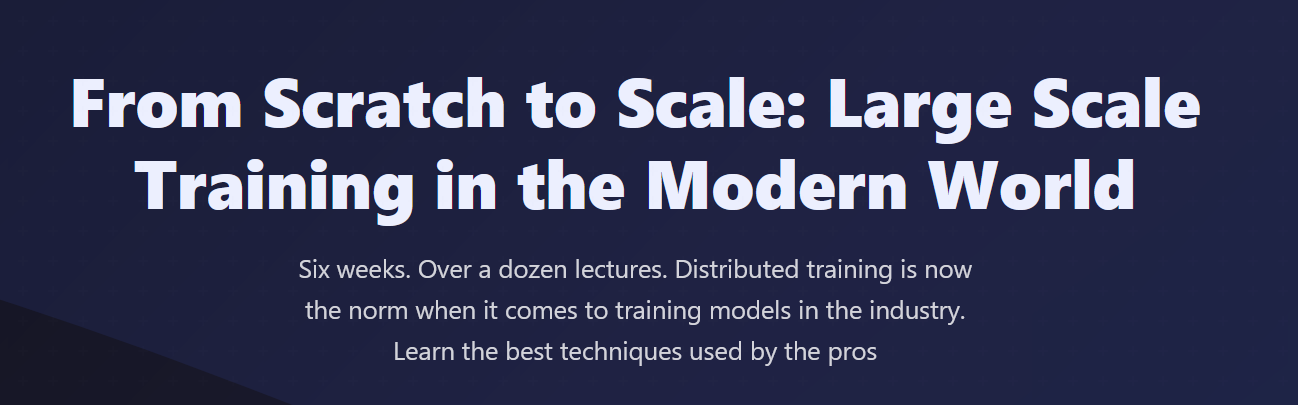 From Scratch to Scale: Large Scale
Training in the Modern World
Six weeks. Over a dozen lectures. Distributed training is now
the norm when it comes to training models in the industry.
Learn the best techniques used by the pros